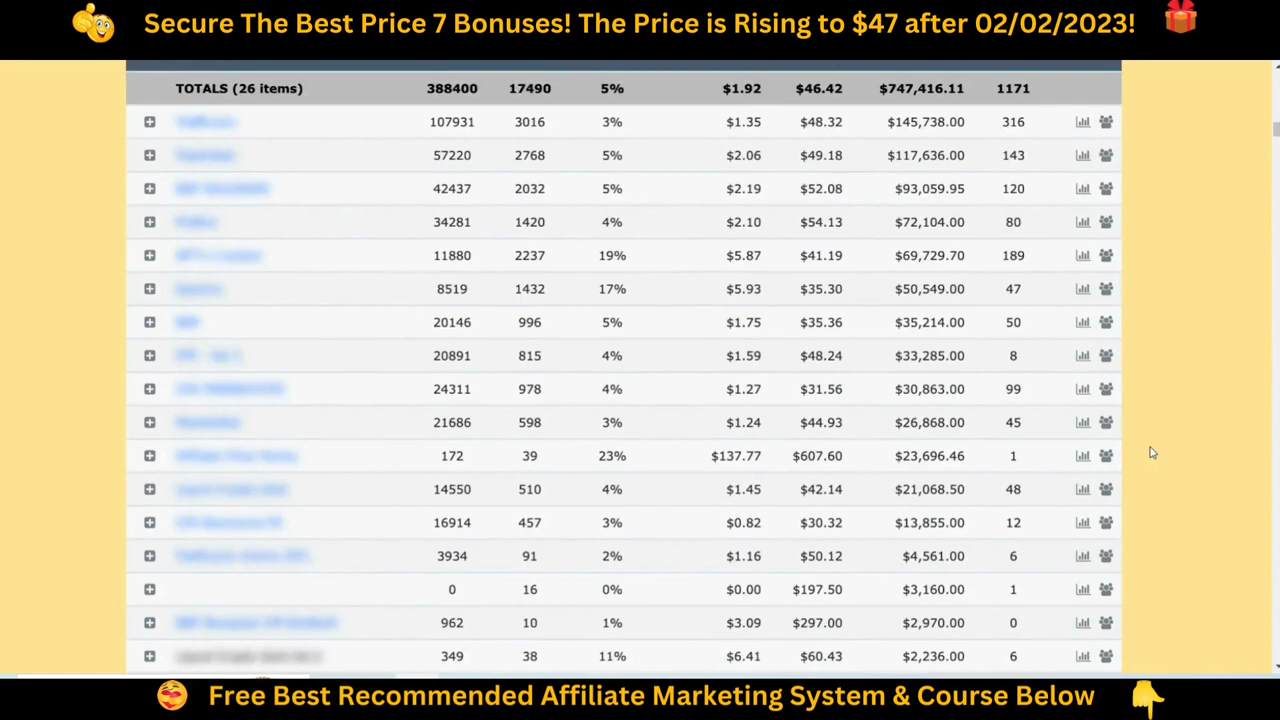 Secure The Best Price 7 Bonuses! The Price is Rising to $47 after 02/02/2023!
TOTALS (26 items) 388400 17490 5% $1.92 $46.42 $747,416.11 1171
107931 3016 3% $1.35 $48.32 $145,738.00 316
57220 2768 5% $2.06 $49.18 $117,636.00 143
42437 2032 5% $2.19 $52.08 $93,059.95 120
34281 1420 4% $2.10 $54.13 $72,104.00 80
11880 2237 19% $5.87 $41.19 $69,729.70 189
8519 1432 17% $5.93 $35.30 $50,549.00 47
20146 996 5% $1.75 $35.36 $35,214.00 50
20891 815 4% $1.59 $48.24 $33,285.00 8
24311 978 4% $1.27 $31.56 $30,863.00 99
21686 598 3% $1.24 $44.93 $26,868.00 45
172 39 23% $137.77 $607.60 $23,696.46 1
14550 510 4% $1.45 $42.14 $21,068.50 48
16914 457 3% $0.82 $30.32 $13,855.00 12
3934 91 2% $1.16 $50.12 $4,561.00 6
0 16 0% $0.00 $197.50 $3,160.00 1
962 10 1% $3.09 $297.00 $2,970.00 0
349 38 11% $6.41 $60.43 $2,236.00 6
Free Best Recommended Affiliate Marketing System & Course Below